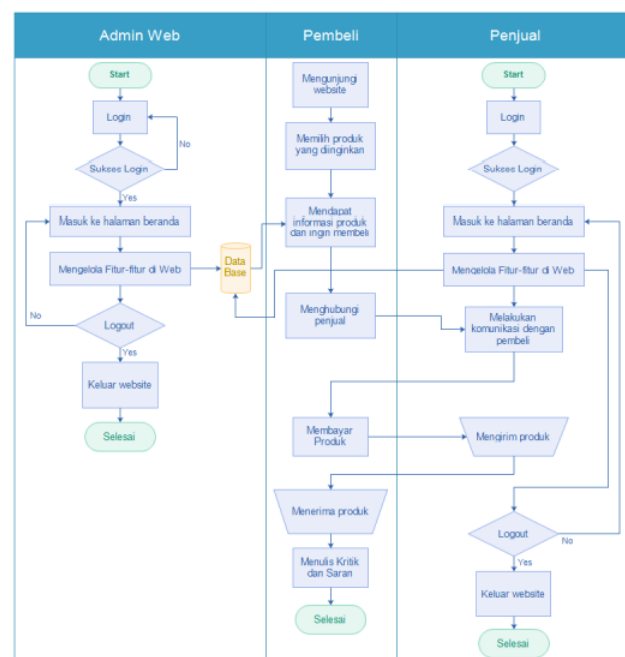 Admin Web
Pembeli
Penjual
Start
Login
No
Sukses Login
Yes
Masuk ke halaman beranda
Mengelola Fitur-fitur di Web
No
Logout
Yes
Keluar website
Selesai
Data
Base
Mengunjungi
website
Memilih produk
yang diinginkan
Mendapat
informasi produk
dan ingin membeli
Menghubungi
penjual
Membayar
Produk
Menerima produk
Menulis Kritik
dan Saran
Selesai
Start
Login
Sukses Login
Masuk ke halaman beranda
Mengelola Fitur-fitur di Web
Melakukan
komunikasi dengan
pembeli
Mengirim produk
Logout
No
Yes
Keluar website
Selesai